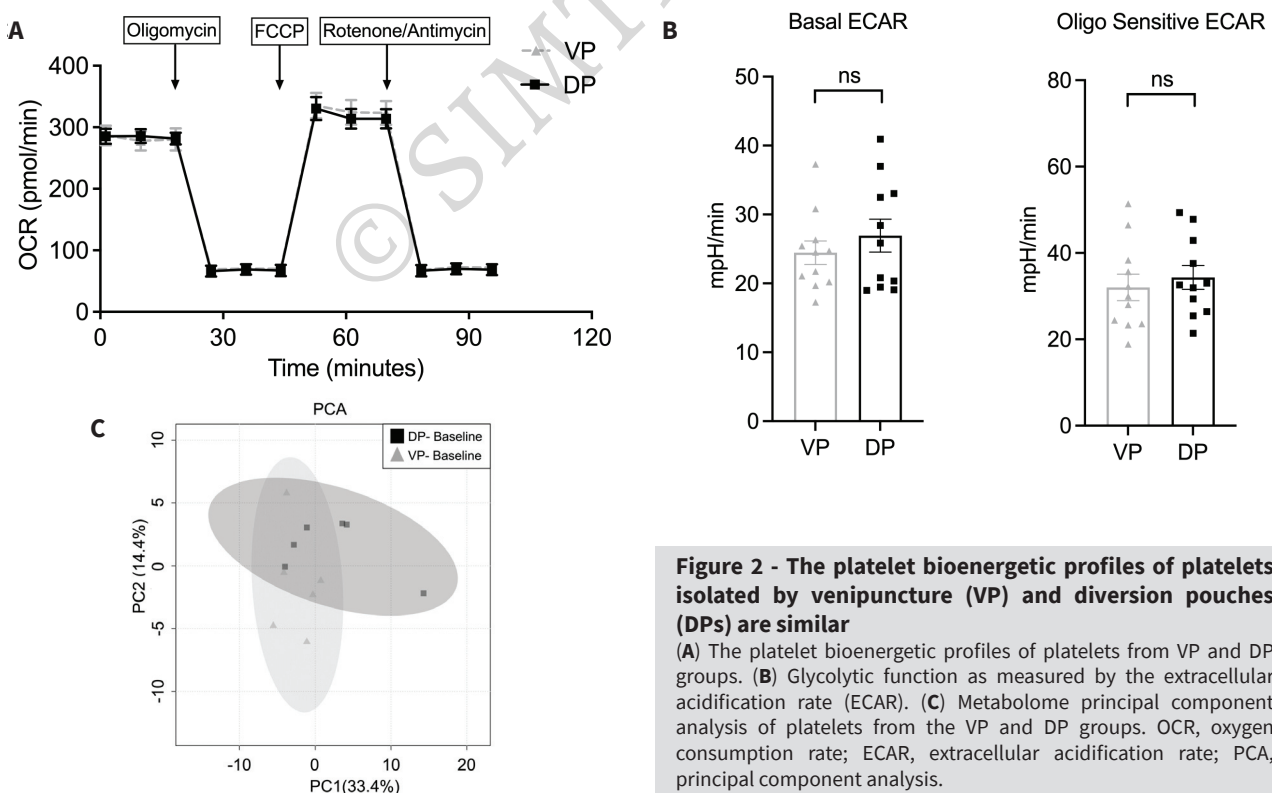 A
Oligomycin
FCCP
Rotenone/Antimycin
VP
DP
OCR (pmol/min)
400
300
200
100
0
0 30 60 90 120
Time (minutes)
© SIMT
B
Basal ECAR
ns
mpH/min
50
40
30
20
10
0
VP DP
Oligo Sensitive ECAR
ns
mpH/min
80
60
40
20
0
VP DP
C
PCA
DP- Baseline
VP- Baseline
PC2 (14.4%)
10
5
0
-5
-10
-10 0 10 20
PC1(33.4%)
Figure 2 - The platelet bioenergetic profiles of platelets
isolated by venipuncture (VP) and diversion pouches
(DPs) are similar
(A) The platelet bioenergetic profiles of platelets from VP and DP
groups. (B) Glycolytic function as measured by the extracellular
acidification rate (ECAR). (C) Metabolome principal component
analysis of platelets from the VP and DP groups. OCR, oxygen
consumption rate; ECAR, extracellular acidification rate; PCA,
principal component analysis.